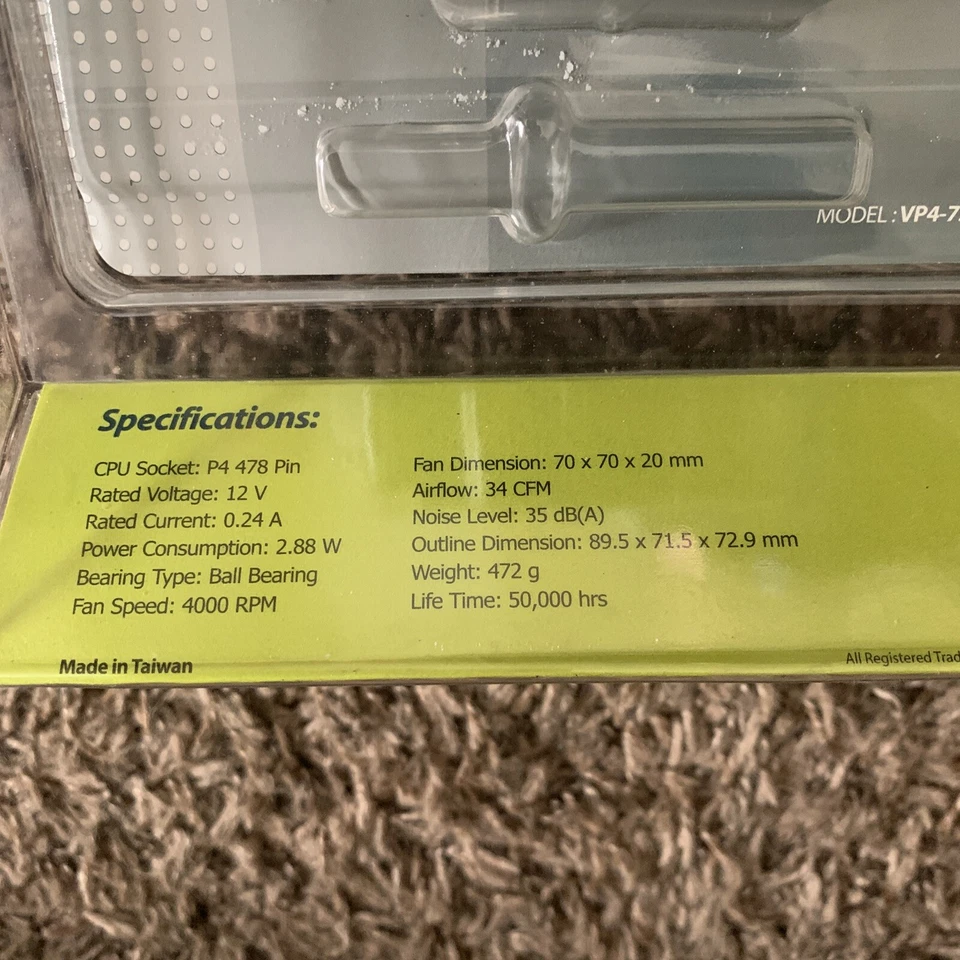 MODEL : VP4-7
Specifications:
CPU Socket: P4 478 Pin
Rated Voltage: 12 V
Rated Current: 0.24 A
Power Consumption: 2.88 W
Bearing Type: Ball Bearing
Fan Speed: 4000 RPM
Fan Dimension: 70 x 70 x 20 mm
Airflow: 34 CFM
Noise Level: 35 dB(A)
Outline Dimension: 89.5 x 71.5 x 72.9 mm
Weight: 472 g
Life Time: 50,000 hrs
Made in Taiwan
All Registered Trad